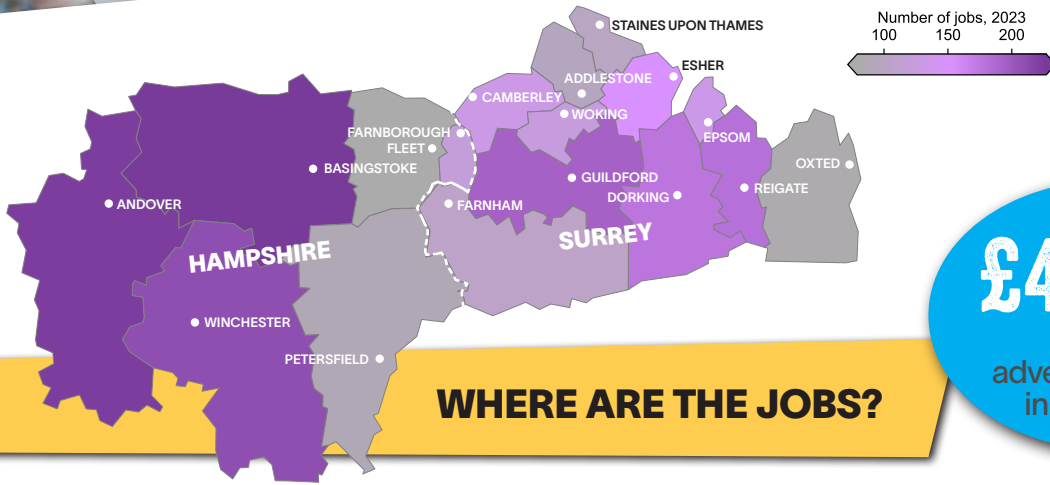 Number of jobs, 2023
100 150 200
STAINES UPON THAMES
ESHER
ADDLESTONE
CAMBERLEY
WOKING
FARNBOROUGH
FLEET
EPSOM
BASINGSTOKE
OXTED
GUILDFORD
REIGATE
DORKING
ANDOVER
FARNHAM
SURREY
HAMPSHIRE
WINCHESTER
PETERSFIELD
WHERE ARE THE JOBS?
£4
in